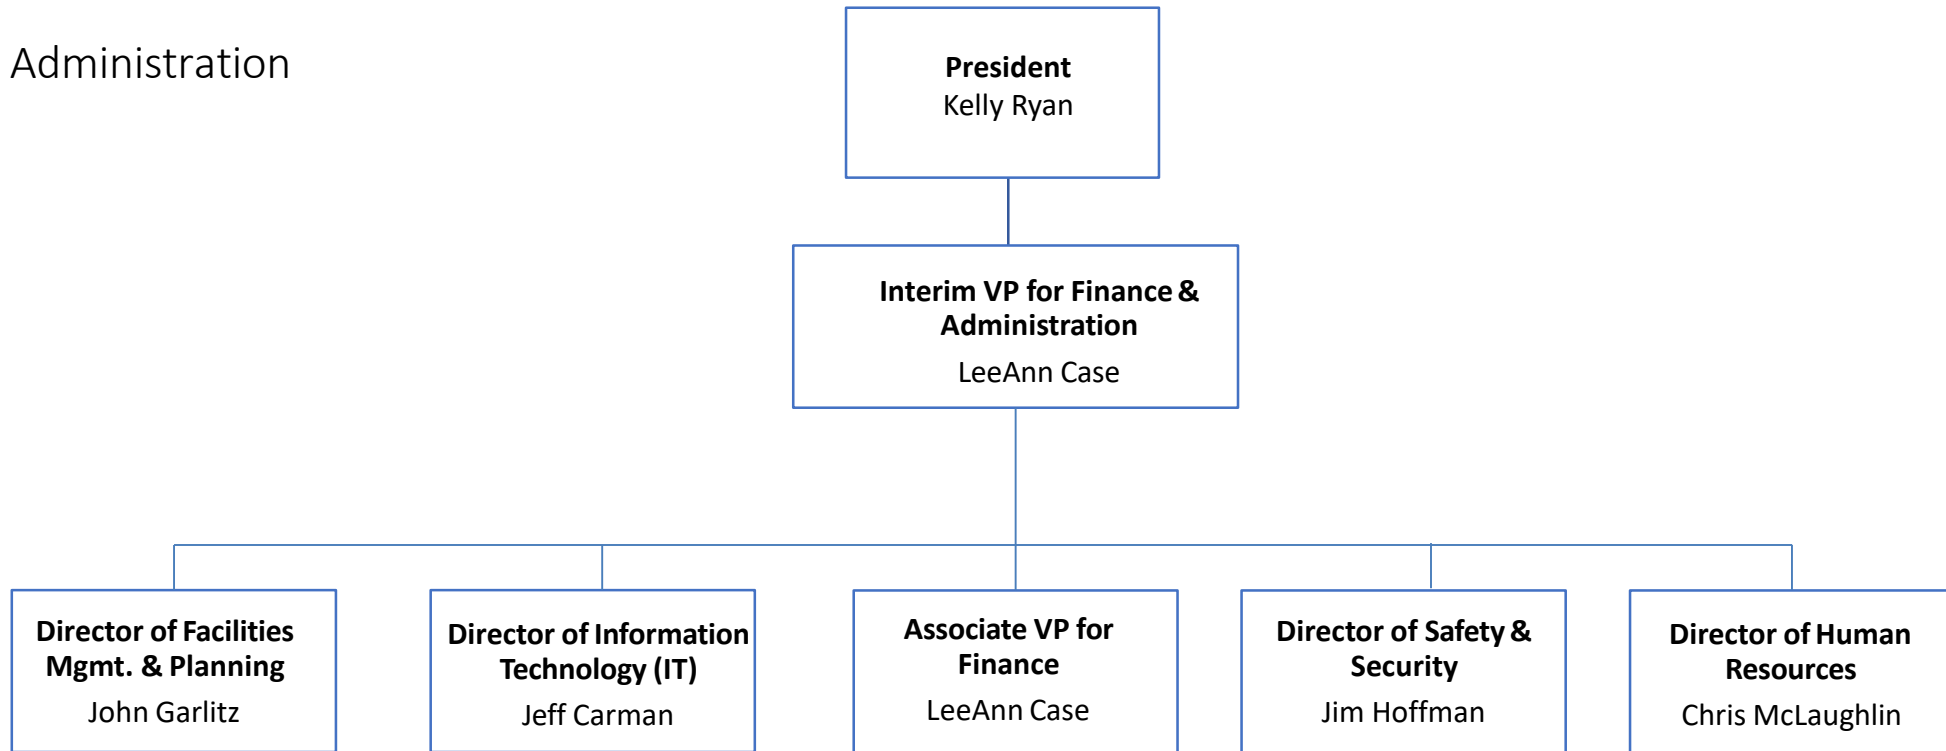 Administration
President
Kelly Ryan
Interim VP for Finance &
Administration
LeeAnn Case
Director of Facilities
Mgmt. & Planning
John Garlitz
Director of Information
Technology (IT)
Jeff Carman
Associate VP for
Finance
LeeAnn Case
Director of Safety &
Security
Jim Hoffman
Director of Human
Resources
Chris McLaughlin